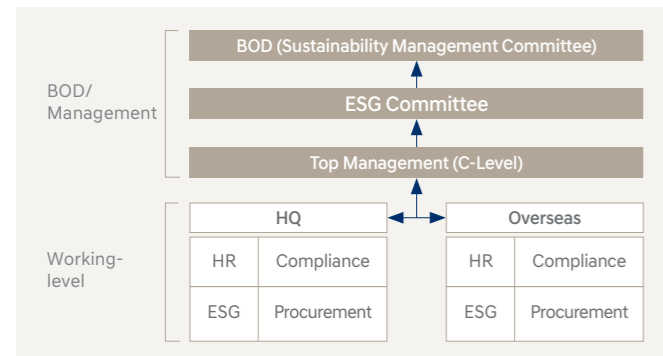 BOD (Sustainability Management Committee)
BOD/
Management
ESG Committee
Top Management (C-Level)
HQ
Overseas
Working-
level
HR
Compliance
HR
Compliance
ESG
Procurement
ESG
Procurement